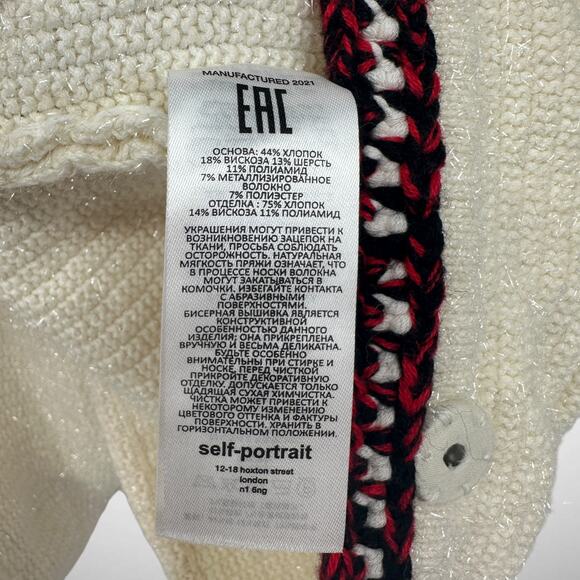 MANUFACTURED 2021
EAC
ОСНОВА: 44% ХЛОПОК
18% ВИСКОЗА 13% ШЕРСТЬ
11% ПОЛИАМИД
7% МЕТАЛЛИЗИРОВАННОЕ
ВОЛОКНО
7% ПОЛИЭСТЕР
ОТДЕЛКА : 75% ХЛОПОК
14% ВИСКОЗА 11% ПОЛИАМИД
УКРАШЕНИЯ МОГУТ ПРИВЕСТИ К
ВОЗНИКНОВЕНИЮ ЗАЦЕПОК НА
ТКАНИ, ПРОСЬБА СОБЛЮДАТЬ
ОСТОРОЖНОСТЬ. НАТУРАЛЬНАЯ
МЯГКОСТЬ ПРЯЖИ ОЗНАЧАЕТ, ЧТО
В ПРОЦЕССЕ НОСКИ ВОЛОКНА
МОГУТ ЗАКАТЫВАТЬСЯ В
КОМОЧКИ. ИЗБЕГАЙТЕ КОНТАКТА
С АБРАЗИВНЫМИ
ПОВЕРХНОСТЯМИ.
БИСЕРНАЯ ВЫШИВКА ЯВЛЯЕТСЯ
КОНСТРУКТИВНОЙ
ОСОБЕННОСТЬЮ ДАННОГО
ИЗДЕЛИЯ; ОНА ПРИКРЕПЛЕНА
ВРУЧНУЮ И ВЕСЬМА ДЕЛИКАТНА.
БУДЬТЕ ОСОБЕННО
ВНИМАТЕЛЬНЫ ПРИ СТИРКЕ И
НОСКЕ. ПЕРЕД ЧИСТКОЙ
ПРИКРОЙТЕ ДЕКОРАТИВНУЮ
ОТДЕЛКУ. ДОПУСКАЕТСЯ ТОЛЬКО
ЩАДЯЩАЯ СУХАЯ ХИМЧИСТКА.
ЧИСТКА МОЖЕТ ПРИВЕСТИ К
НЕКОТОРОМУ ИЗМЕНЕНИЮ
ЦВЕТОВОГО ОТТЕНКА И ФАКТУРЫ
ПОВЕРХНОСТИ. ХРАНИТЬ В
ГОРИЗОНТАЛЬНОМ ПОЛОЖЕНИИ.
self-portrait
12-18 hoxton street
london
n1 6ng